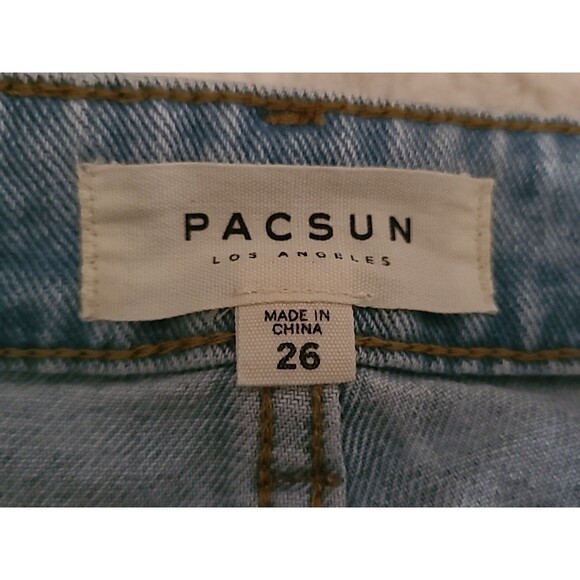 PACSUN
LOS ANGELES
MADE IN
CHINA
26